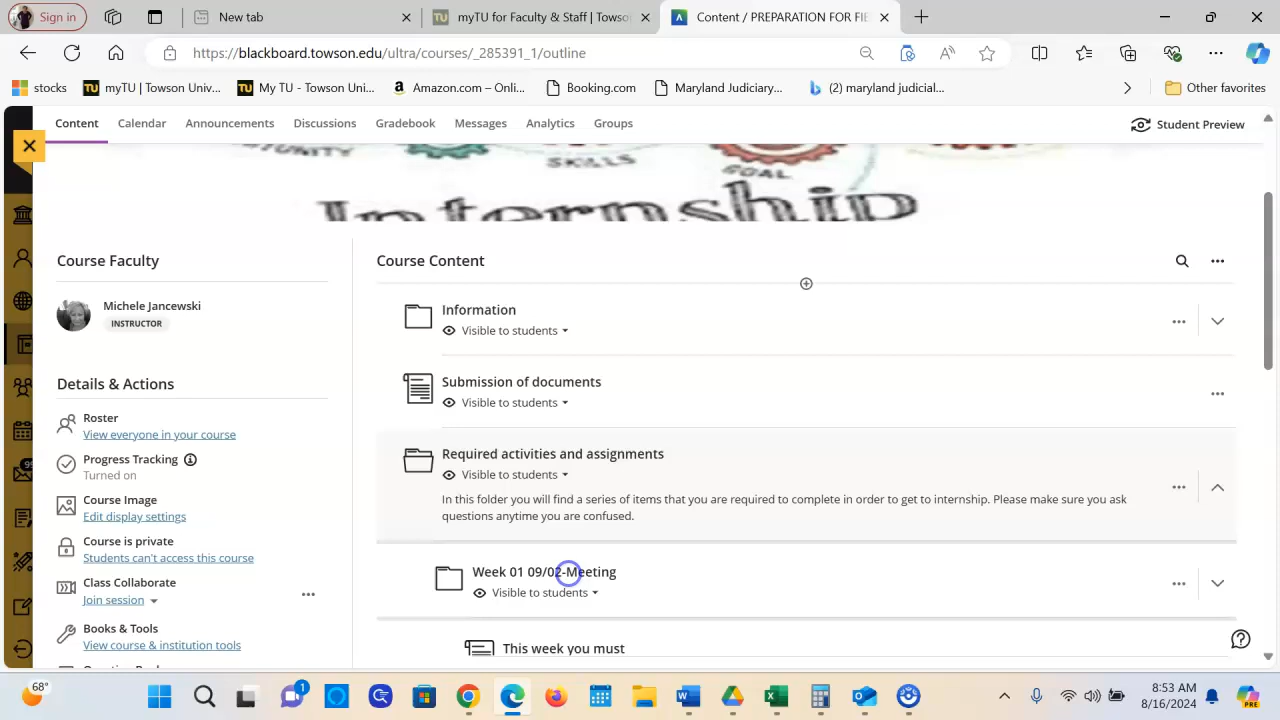 Sign in
New tab
myTU for Faculty & Staff | Towso
Content / PREPARATION FOR FIE
https://blackboard.towson.edu/ultra/courses/_285391_1/outline
stocks
myTU | Towson Univ...
My TU - Towson Uni...
Amazon.com – Onli...
Booking.com
Maryland Judiciary...
(2) maryland judicial...
Other favorites
Content
Calendar
Announcements
Discussions
Gradebook
Messages
Analytics
Groups
Student Preview
SKILLS
GOAL
Internship
Course Faculty
Michele Jancewski
INSTRUCTOR
Details & Actions
Roster
View everyone in your course
Progress Tracking
Turned on
Course Image
Edit display settings
Course is private
Students can't access this course
Class Collaborate
Join session
Books & Tools
View course & institution tools
Course Content
Information
Visible to students
Submission of documents
Visible to students
Required activities and assignments
Visible to students
In this folder you will find a series of items that you are required to complete in order to get to internship. Please make sure you ask
questions anytime you are confused.
Week 01 09/02-Meeting
Visible to students
This week you must
68°
1
8:53 AM
8/16/2024
PRE